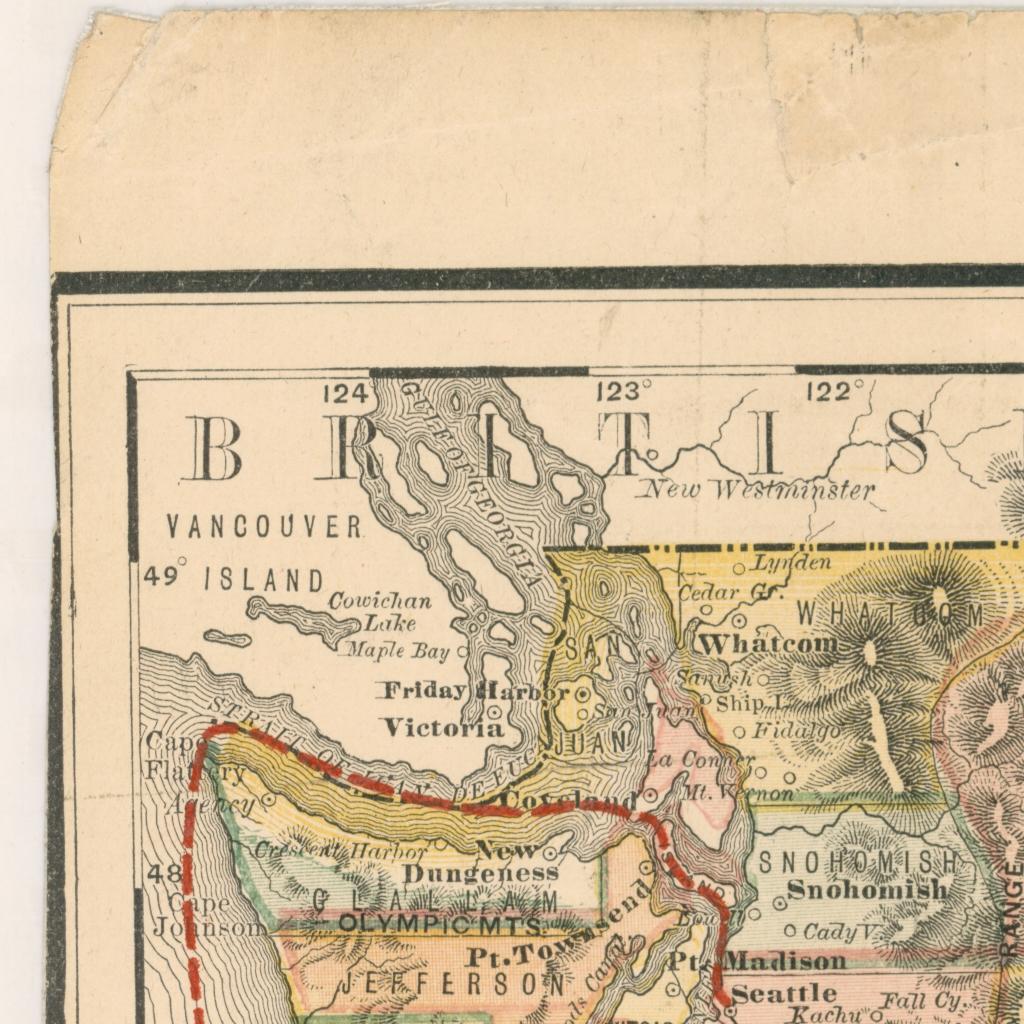 124
123°
122°
BRITIS
GULF OF GEORGIA
New Westminster
VANCOUVER
ISLAND
49°
Lynden
Cedar Gr.
Cowichan
Lake
Maple Bay
WHATCOM
Whatcom
SAN
JUAN
Samish
Friday Harbor
San Juan
Ship.L
Victoria
Fidalgo
STRAIT OF JUAN DE FUCA
Cape
Flattery
La Conner
Mt. Vernon
Agency
Coveland
Crescent Harbor
New
Dungeness
SNOHOMISH
Snohomish
48
CLALLAM
Cape
Johnson
OLYMPIC MTS.
Pt. Townsend
Cady V.
RANGE
JEFFERSON
Pt. Madison
Seattle
Fall Cy.
Kachu